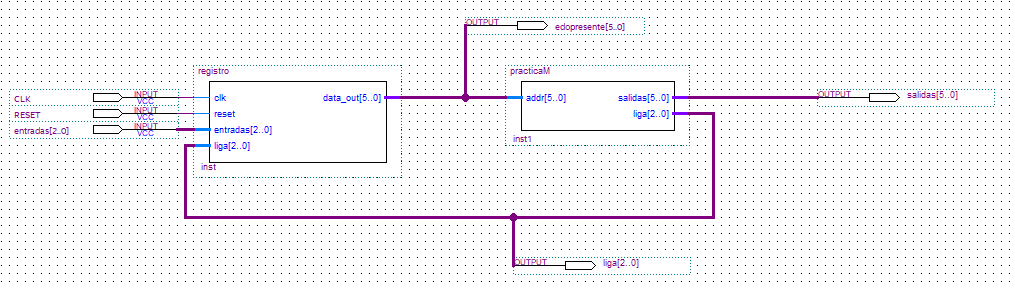 OUTPUT edopresente[5..0]
registro practicaM
CLK INPUT VCC clk data_out[5..0] addr[5..0] salidas[5..0] OUTPUT salidas[5..0]
RESET INPUT VCC reset liga[2..0]
entradas[2..0] INPUT VCC entradas[2..0]
liga[2..0] inst1
inst
OUTPUT liga[2..0]